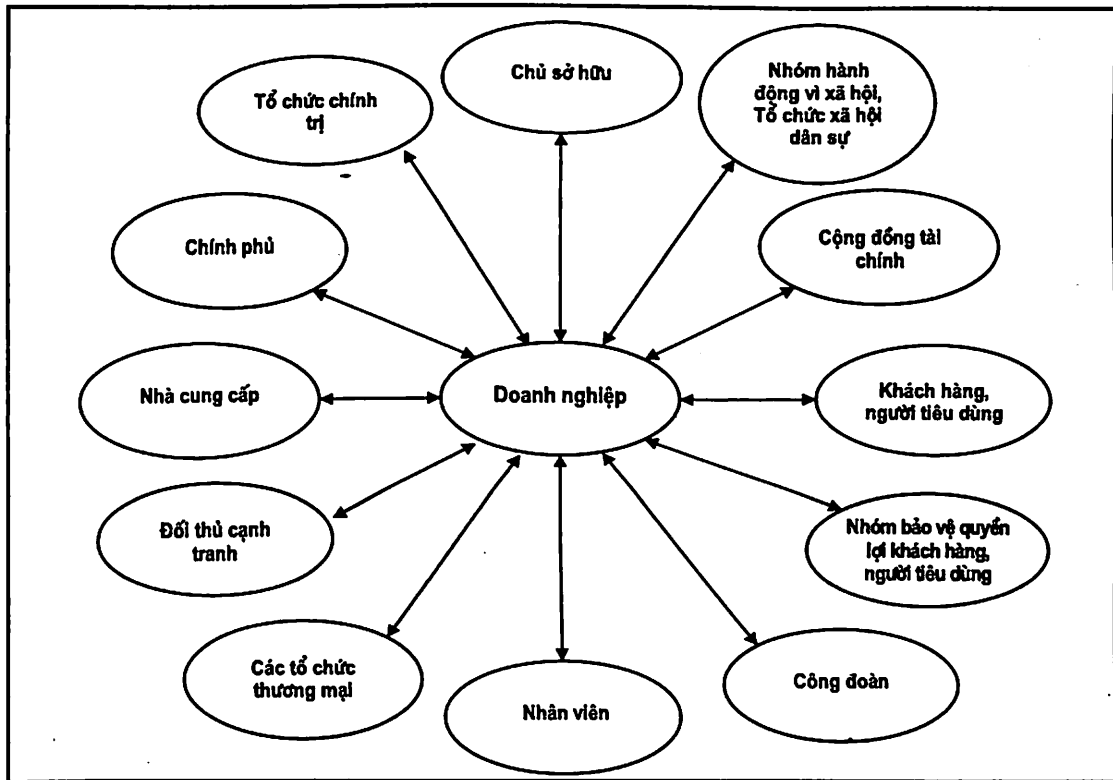 Chủ sở hữu
Nhóm hành
động vì xã hội,
Tổ chức xã hội
dân sự
Tổ chức chính
trị
Cộng đồng tài
chính
Chính phủ
Nhà cung cấp
Doanh nghiệp
Khách hàng,
người tiêu dùng
Đối thủ cạnh
tranh
Nhóm bảo vệ quyền
lợi khách hàng,
người tiêu dùng
Các tổ chức
thương mại
Nhân viên
Công đoàn